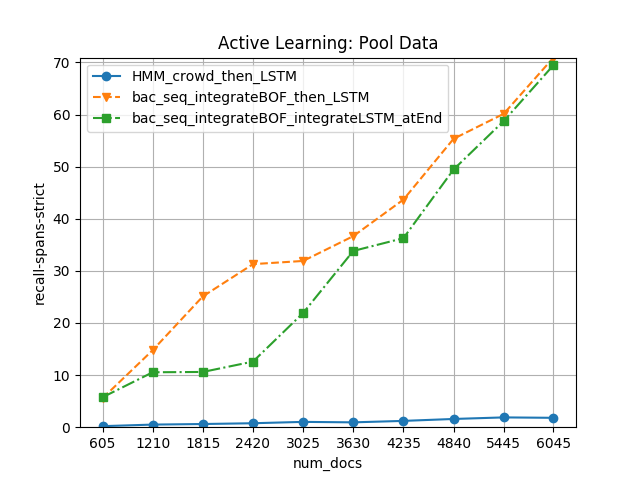 Active Learning: Pool Data
70
60
50
40
30
20
10
0
recall-spans-strict
HMM_crowd_then_LSTM
bac_seq_integrateBOF_then_LSTM
bac_seq_integrateBOF_integrateLSTM_atEnd
605 1210 1815 2420 3025 3630 4235 4840 5445 6045
num_docs